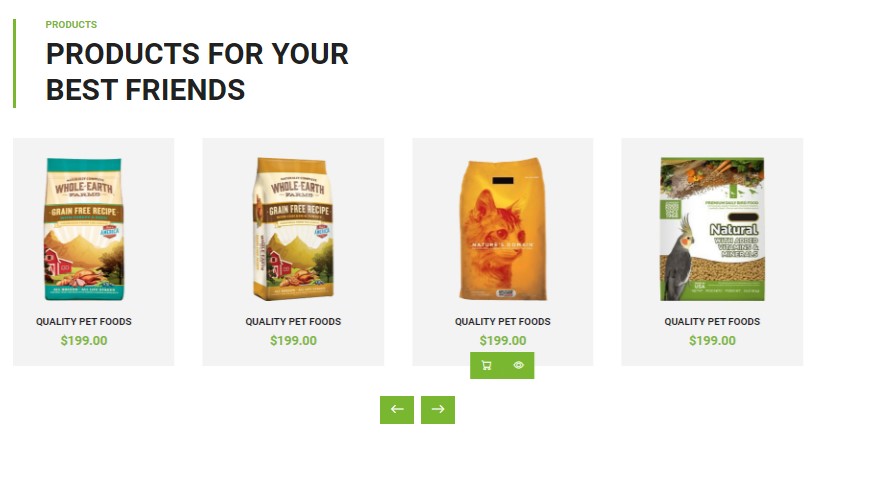 PRODUCTS
PRODUCTS FOR YOUR
BEST FRIENDS
WHOLE EARTH
FARMS
GRAIN FREE RECIPE
AMERICA
WHOLE EARTH
FARMS
GRAIN FREE RECIPE
AMERICA
NATURE'S DOMAIN
Natural
WITH ADDED
VITAMINS &
MINERALS
QUALITY PET FOODS
QUALITY PET FOODS
QUALITY PET FOODS
QUALITY PET FOODS
$199.00
$199.00
$199.00
$199.00